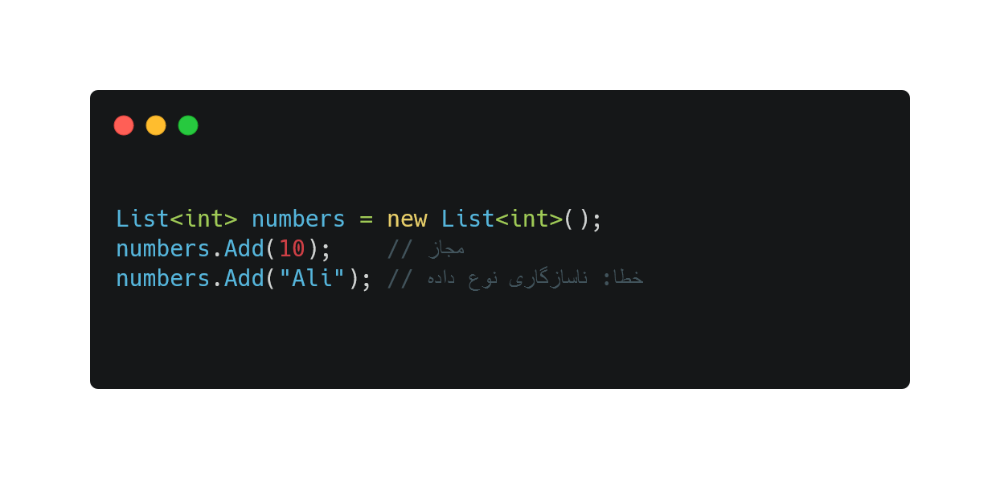 List<int> numbers = new List<int>();
numbers.Add(10);    // مجاز
numbers.Add("Ali"); // خطا: ناسازگاری نوع داده